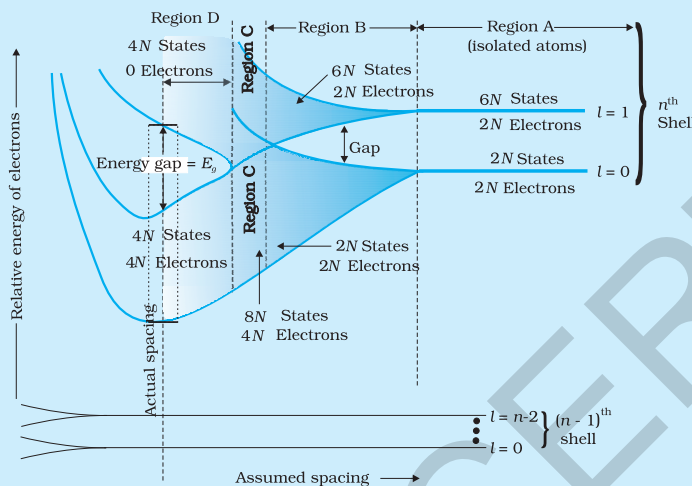 Region D
Region C
Region B
Region A
(isolated atoms)
4N States
0 Electrons
6N States
2N Electrons
6N States
2N Electrons
l = 1
nth
Shell
Gap
Energy gap = Eg
2N States
2N Electrons
l = 0
Region C
4N States
4N Electrons
2N States
2N Electrons
8N States
4N Electrons
Relative energy of electrons
Actual spacing
l = n-2
l = 0
(n - 1)th
shell
Assumed spacing
NCERT